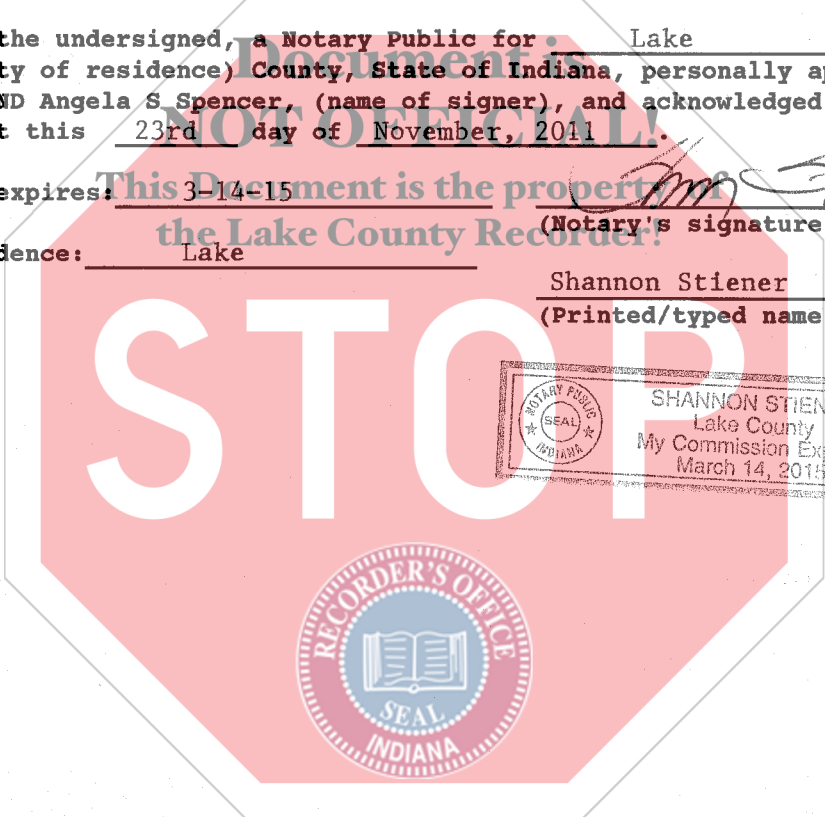 the undersigned, a Notary Public for Lake
ty of residence) County, State of Indiana, personally a
ND Angela S Spencer, (name of signer), and acknowledged
t this 23rd day of November, 2011.
expires: 3-14-15
(Notary's signature
dence: Lake
Shannon Stiener
(Printed/typed name
Document is
NOT OFFICIAL!
This Document is the property of
the Lake County Recorder!
STOP
NOTARY PUBLIC
SEAL
INDIANA
SHANNON STIEN
Lake County
My Commission Ex
March 14, 2015
RECORDER'S OFFICE
SEAL
INDIANA